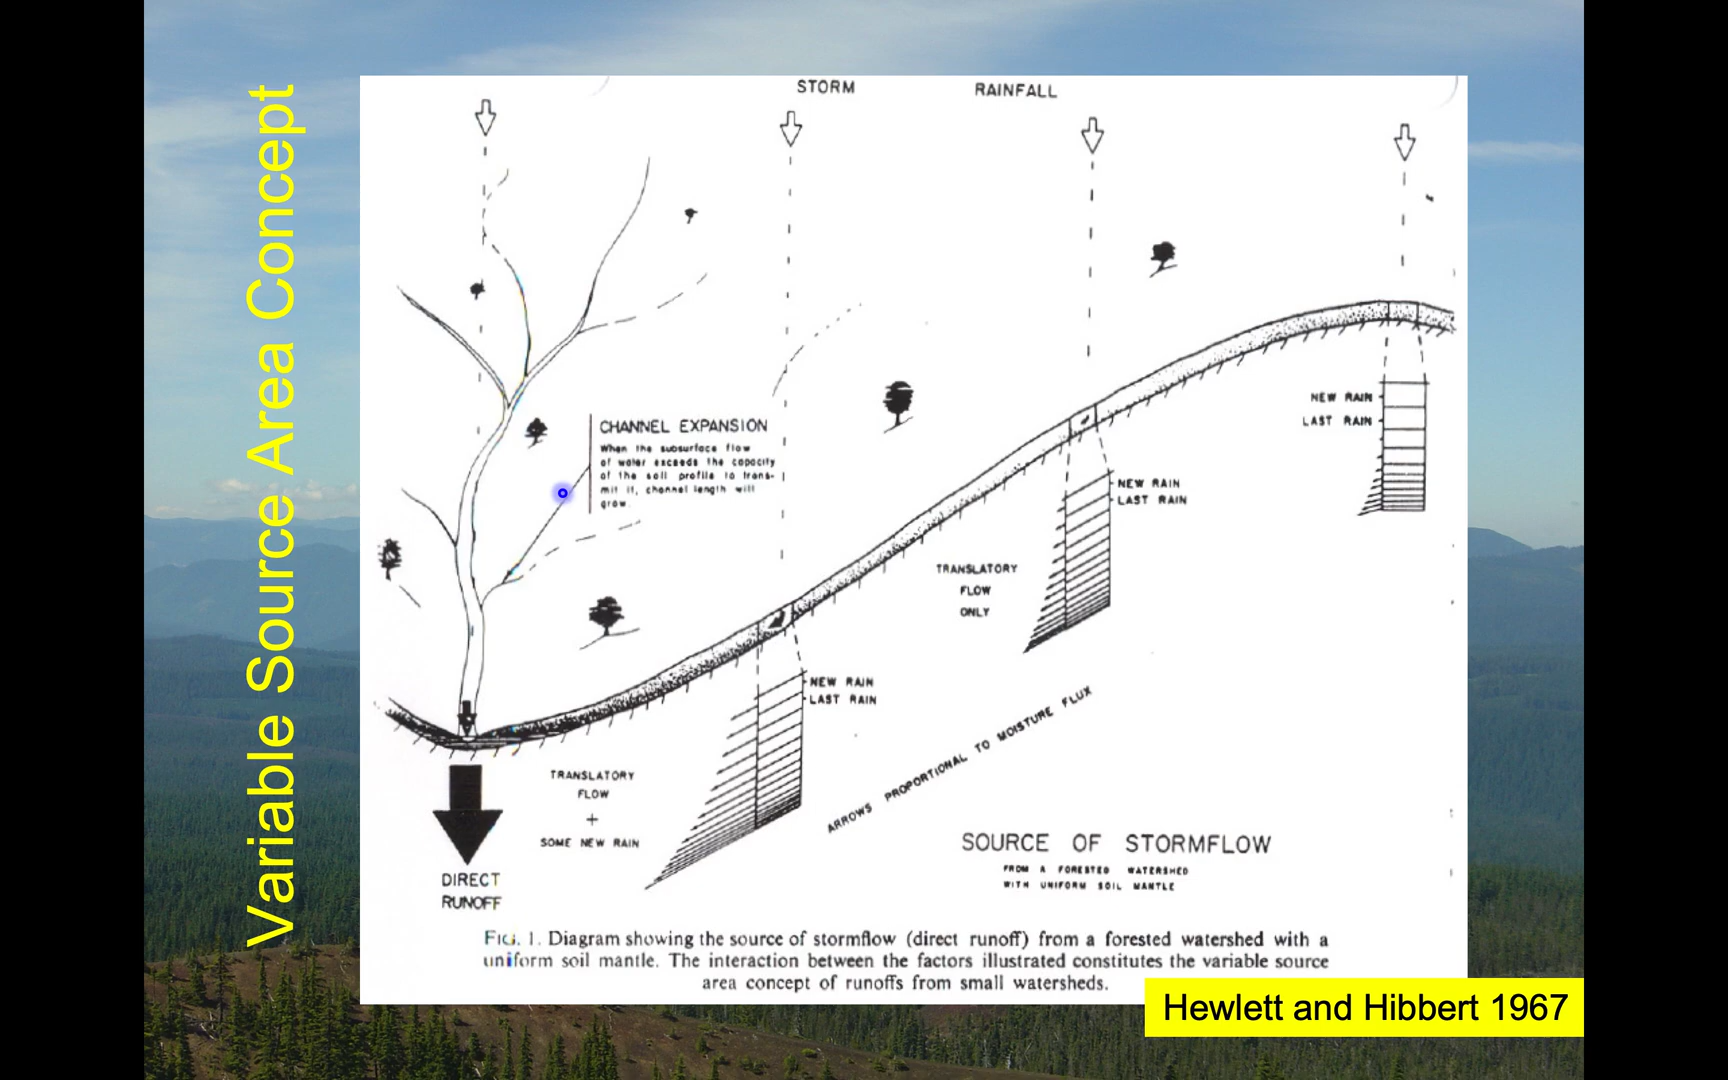 Variable Source Area Concept
STORM RAINFALL
CHANNEL EXPANSION
When the subsurface flow
of water exceeds the capacity
of the soil profile to trans-
mit it, channel length will
grow.
NEW RAIN
LAST RAIN
NEW RAIN
LAST RAIN
TRANSLATORY
FLOW
ONLY
NEW RAIN
LAST RAIN
ARROWS PROPORTIONAL TO MOISTURE FLUX
TRANSLATORY
FLOW
+
SOME NEW RAIN
DIRECT
RUNOFF
SOURCE OF STORMFLOW
FROM A FORESTED WATERSHED
WITH UNIFORM SOIL MANTLE
FIG. 1. Diagram showing the source of stormflow (direct runoff) from a forested watershed with a
uniform soil mantle. The interaction between the factors illustrated constitutes the variable source
area concept of runoffs from small watersheds.
Hewlett and Hibbert 1967